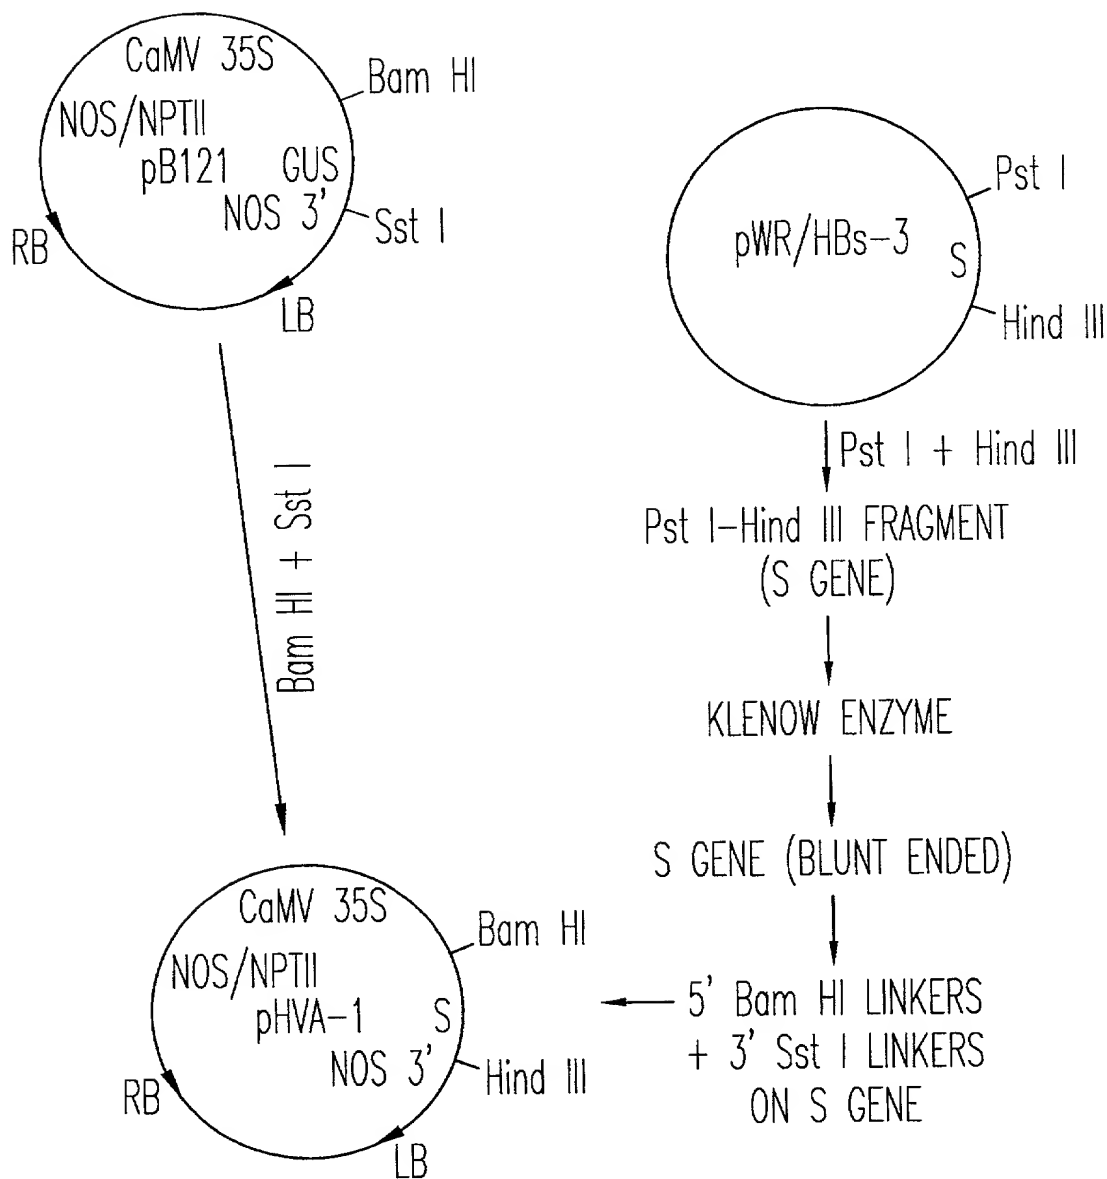 CaMV 35S
Bam HI
NOS/NPTII
pB121
GUS
NOS 3'
Sst I
RB
LB
Bam HI + Sst I
pWR/HBs-3
Pst I
S
Hind III
Pst I + Hind III
Pst I-Hind III FRAGMENT
(S GENE)
KLENOW ENZYME
S GENE (BLUNT ENDED)
5' Bam HI LINKERS
+ 3' Sst I LINKERS
ON S GENE
CaMV 35S
Bam HI
NOS/NPTII
pHVA-1
S
NOS 3'
Hind III
RB
LB